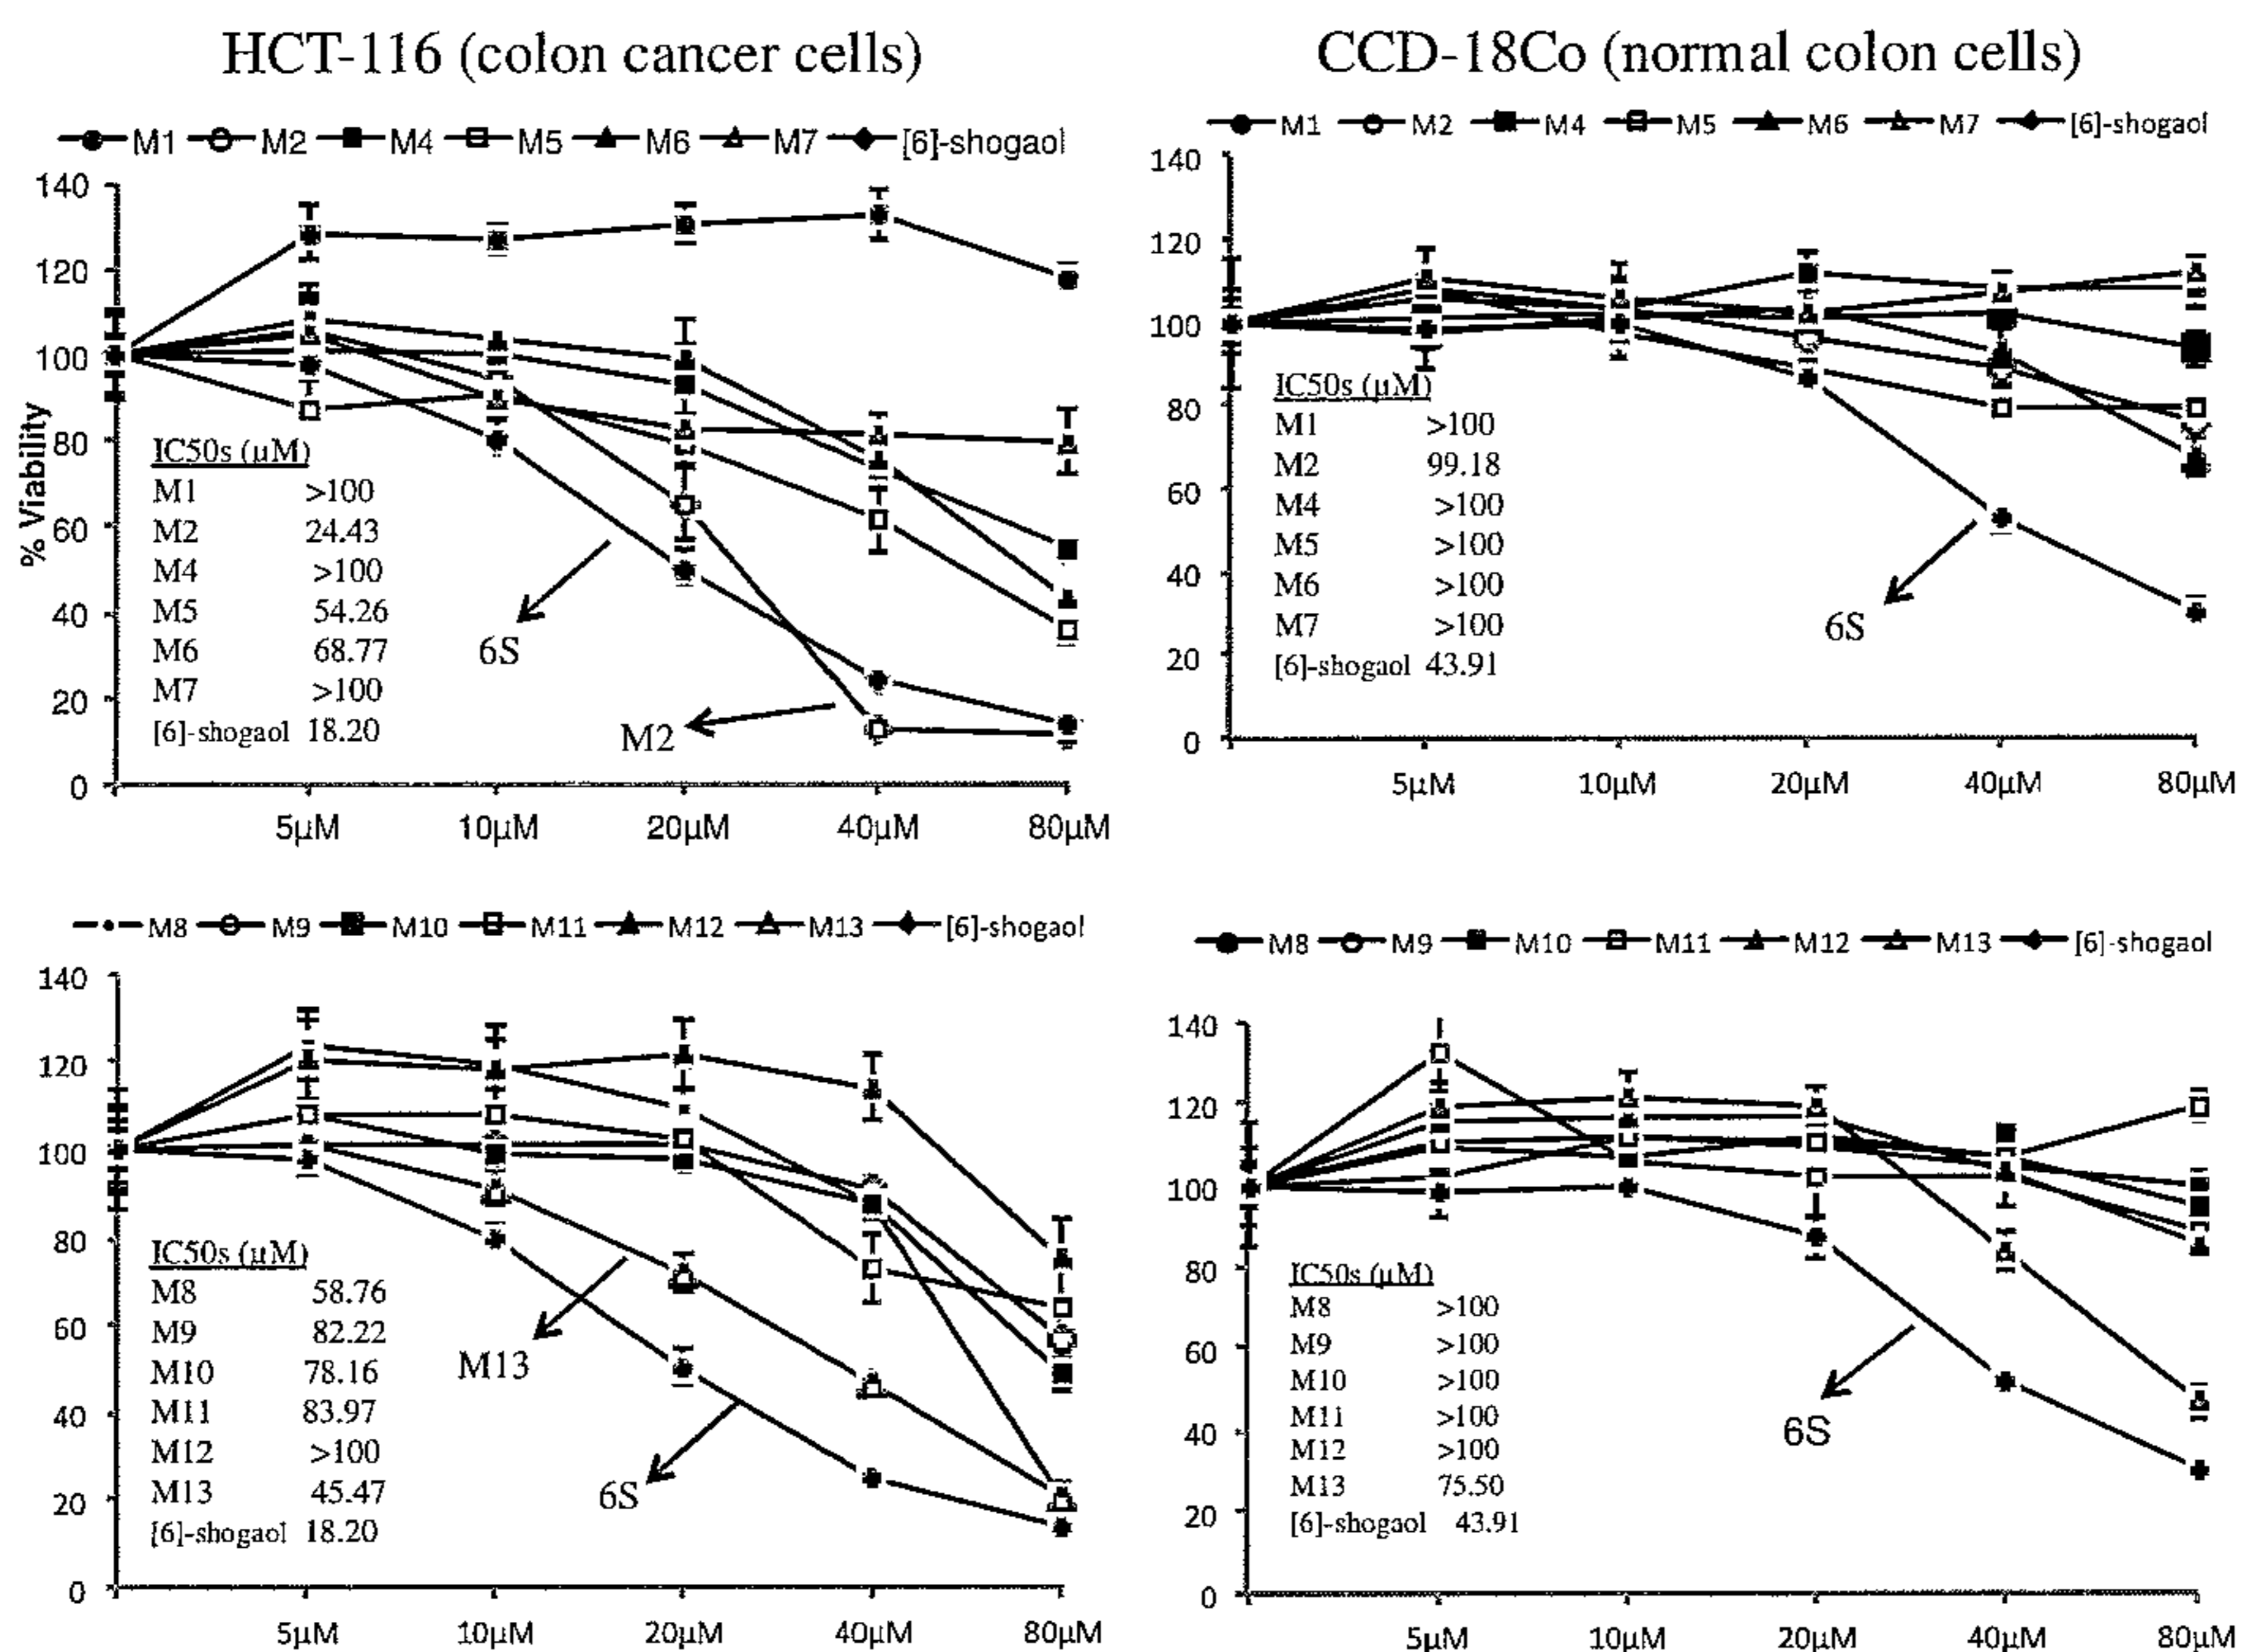 HCT-116 (colon cancer cells)
CCD-18Co (normal colon cells)
M1 M2 M4 M5 M6 M7 [6]-shogaol
% Viability
140
120
100
80
60
40
20
0
IC50s (µM)
M1 >100
M2 24.43
M4 >100
M5 54.26
M6 68.77
M7 >100
[6]-shogaol 18.20
6S
M2
5µM 10µM 20µM 40µM 80µM
M1 M2 M4 M5 M6 M7 [6]-shogaol
140
120
100
80
60
40
20
0
IC50s (µM)
M1 >100
M2 99.18
M4 >100
M5 >100
M6 >100
M7 >100
[6]-shogaol 43.91
6S
5µM 10µM 20µM 40µM 80µM
M8 M9 M10 M11 M12 M13 [6]-shogaol
140
120
100
80
60
40
20
0
IC50s (µM)
M8 58.76
M9 82.22
M10 78.16
M11 83.97
M12 >100
M13 45.47
[6]-shogaol 18.20
M13
6S
5µM 10µM 20µM 40µM 80µM
M8 M9 M10 M11 M12 M13 [6]-shogaol
140
120
100
80
60
40
20
0
IC50s (µM)
M8 >100
M9 >100
M10 >100
M11 >100
M12 >100
M13 75.50
[6]-shogaol 43.91
6S
5µM 10µM 20µM 40µM 80µM